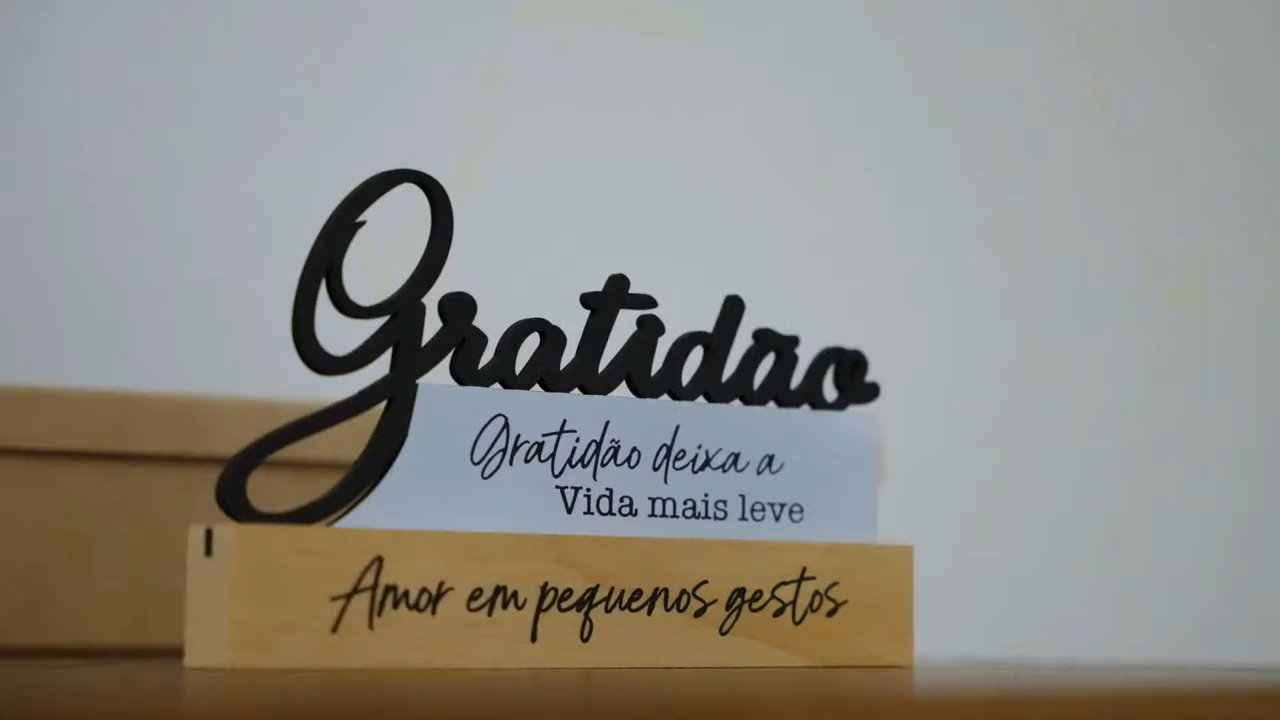 Gratidão
Gratidão deixa a
Vida mais leve
Amor em pequenos gestos